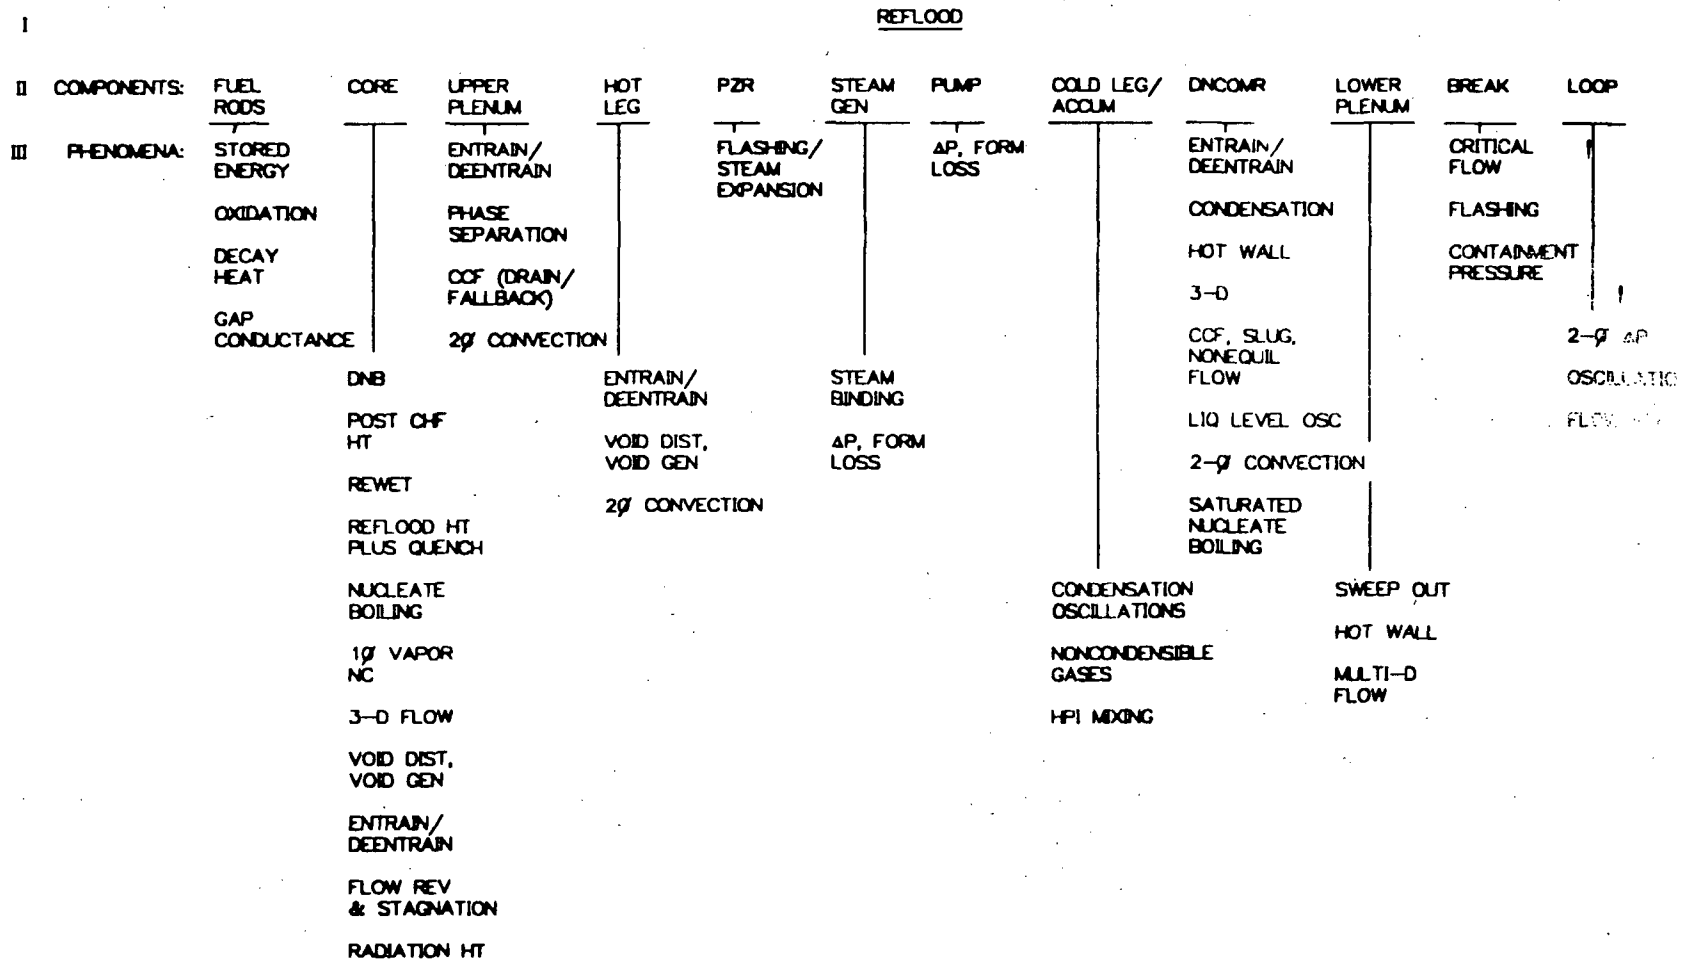 REFLOOD
I
II COMPONENTS:
FUEL
RODS
CORE
UPPER
PLENUM
HOT
LEG
PZR
STEAM
GEN
PUMP
COLD LEG/
ACCUM
DNCOMR
LOWER
PLENUM
BREAK
LOOP
III PHENOMENA:
STORED
ENERGY
OXIDATION
DECAY
HEAT
GAP
CONDUCTANCE
DNB
POST CHF
HT
REWET
REFLOOD HT
PLUS QUENCH
NUCLEATE
BOILING
1Ø VAPOR
NC
3-D FLOW
VOID DIST,
VOID GEN
ENTRAIN/
DEENTRAIN
FLOW REV
& STAGNATION
RADIATION HT
ENTRAIN/
DEENTRAIN
PHASE
SEPARATION
CCF (DRAIN/
FALLBACK)
2Ø CONVECTION
ENTRAIN/
DEENTRAIN
VOID DIST,
VOID GEN
2Ø CONVECTION
FLASHING/
STEAM
EXPANSION
STEAM
BINDING
ΔP, FORM
LOSS
ΔP, FORM
LOSS
CONDENSATION
OSCILLATIONS
NONCONDENSIBLE
GASES
HPI MIXING
ENTRAIN/
DEENTRAIN
CONDENSATION
HOT WALL
3-D
CCF, SLUG,
NONEQUIL
FLOW
LIQ LEVEL OSC
2-Ø CONVECTION
SATURATED
NUCLEATE
BOILING
SWEEP OUT
HOT WALL
MULTI-D
FLOW
CRITICAL
FLOW
FLASHING
CONTAINMENT
PRESSURE
2-Ø ΔP
FLOW